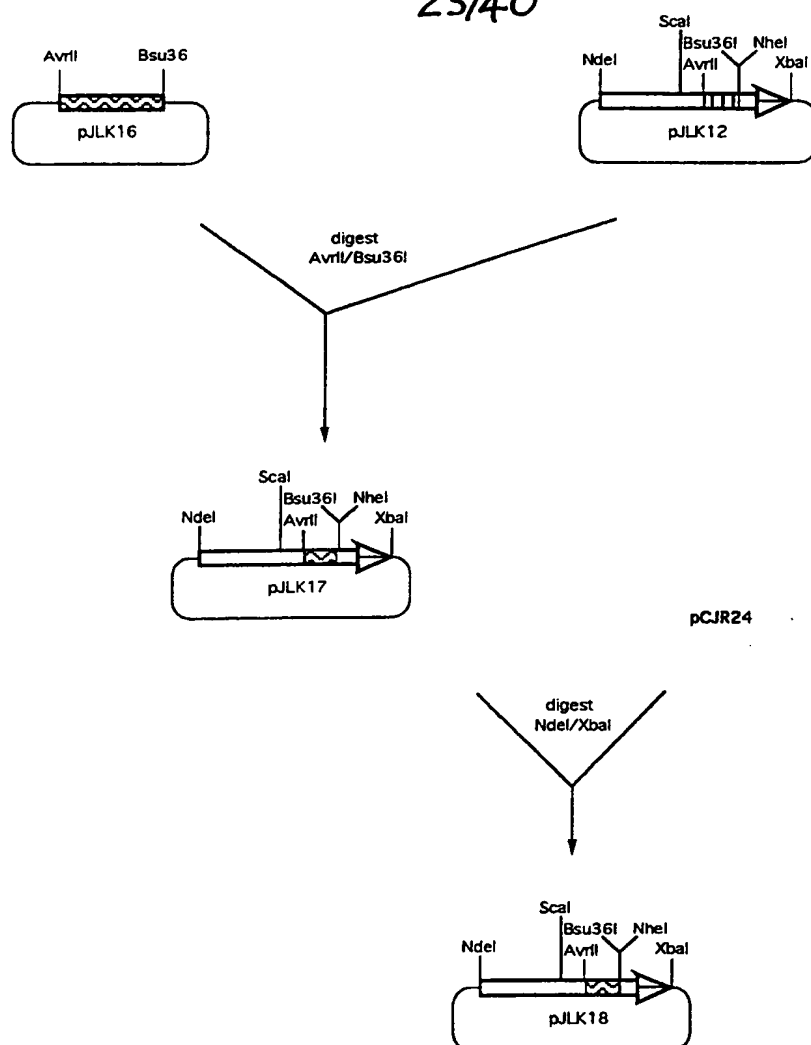 23/40
AvrII Bsu36
pJLK16
ScaI
Bsu36I NheI
NdeI AvrII XbaI
pJLK12
digest
AvrII/Bsu36I
ScaI
Bsu36I NheI
NdeI AvrII XbaI
pJLK17
pCJR24
digest
NdeI/XbaI
ScaI
Bsu36I NheI
NdeI AvrII XbaI
pJLK18